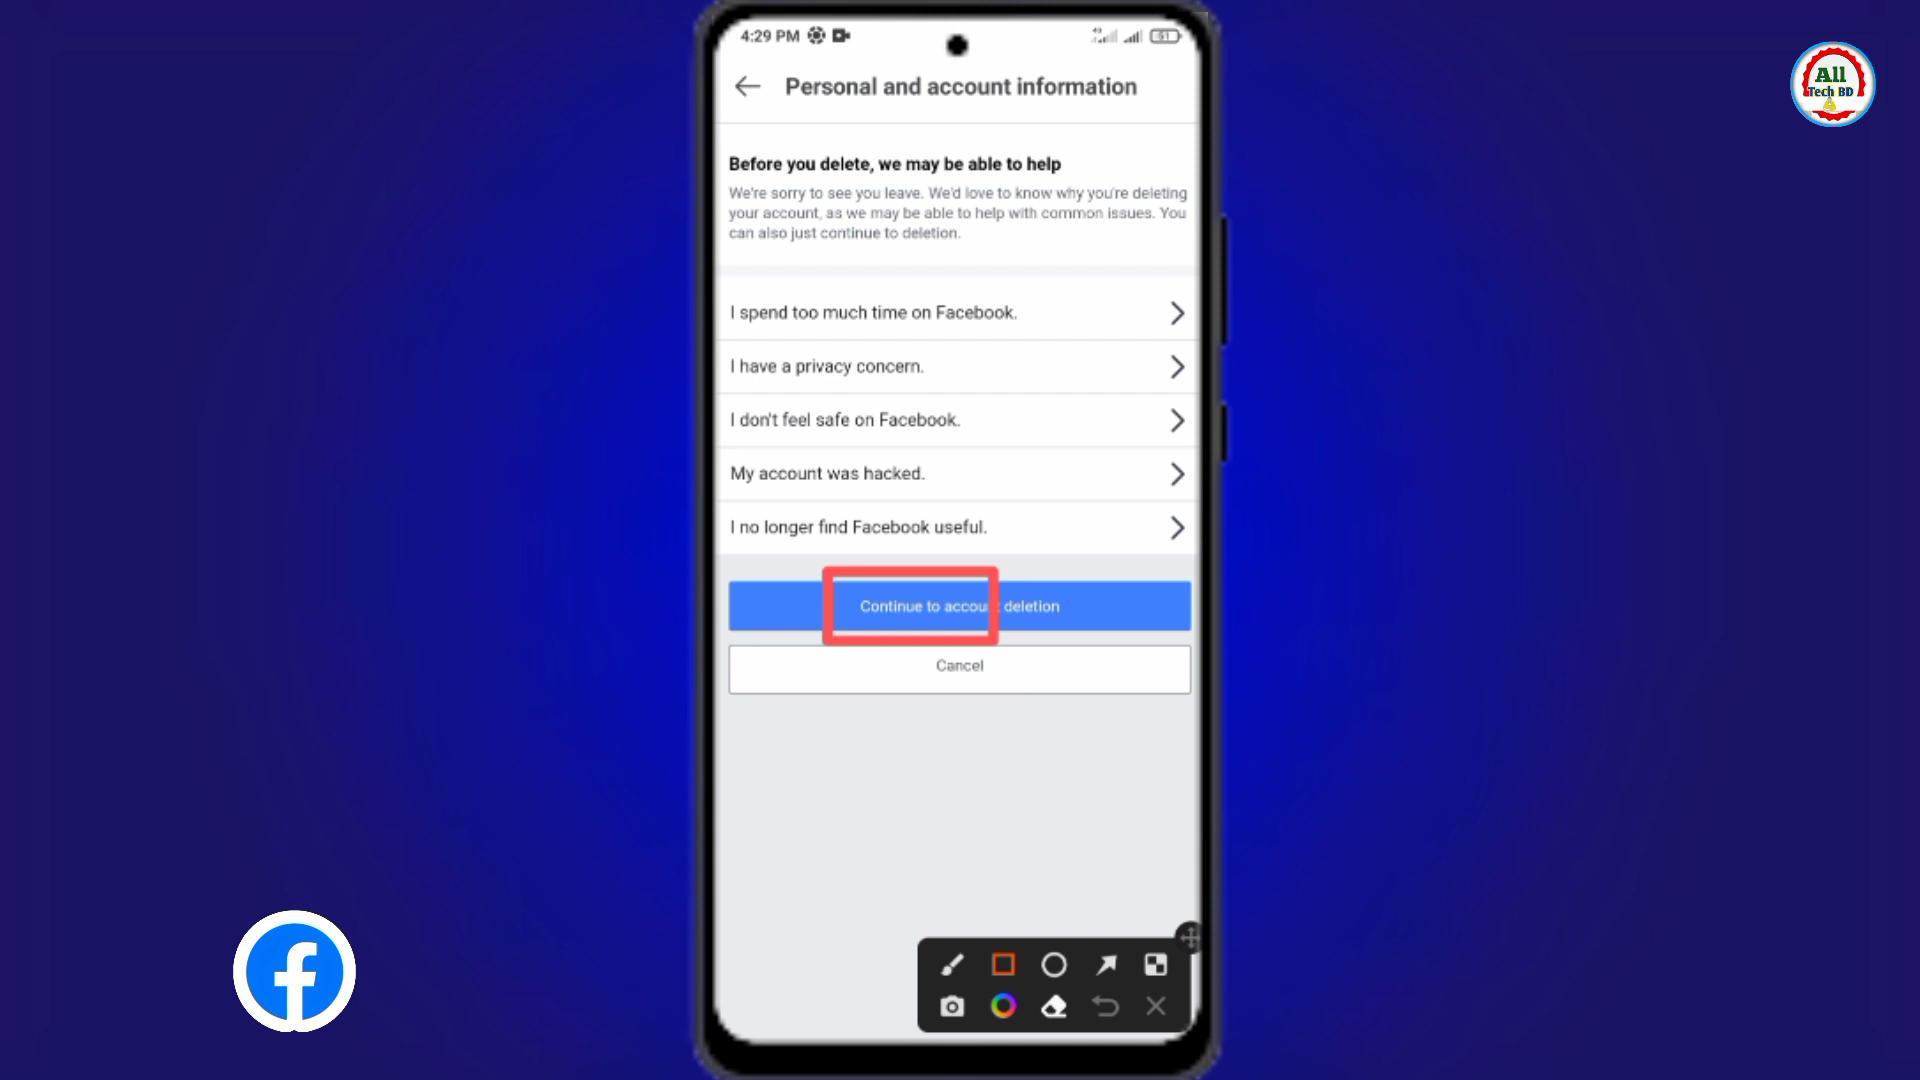 4:29 PM
51
All
Tech BD
Personal and account information
Before you delete, we may be able to help
We're sorry to see you leave. We'd love to know why you're deleting
your account, as we may be able to help with common issues. You
can also just continue to deletion.
I spend too much time on Facebook.
I have a privacy concern.
I don't feel safe on Facebook.
My account was hacked.
I no longer find Facebook useful.
Continue to accou deletion
Cancel